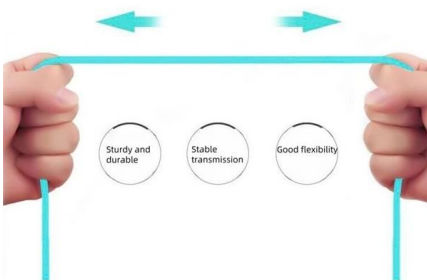 Sturdy and
durable
Stable
transmission
Good flexibility